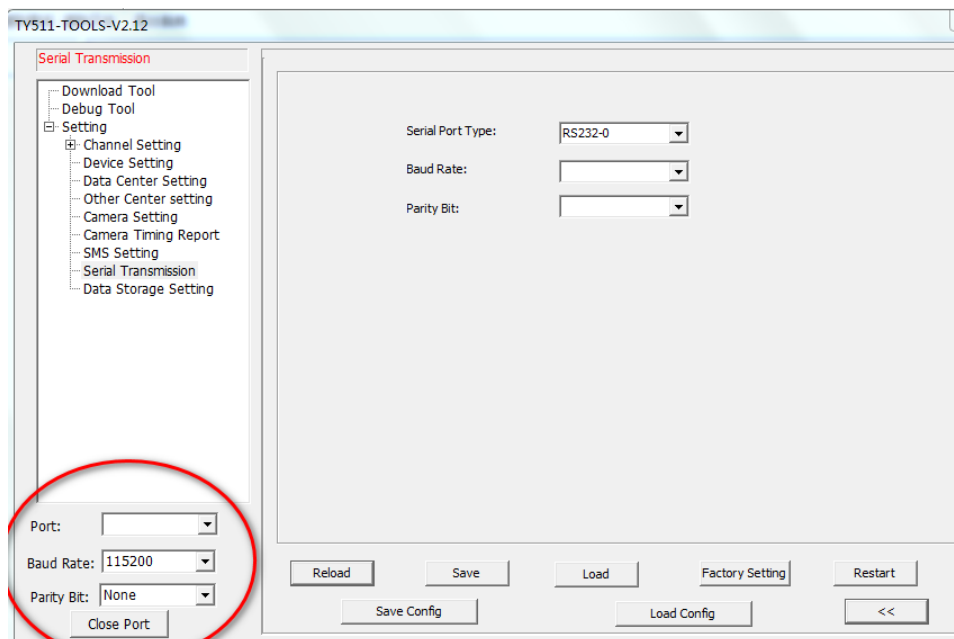 TY511-TOOLS-V2.12
Serial Transmission
Download Tool
Debug Tool
Setting
Channel Setting
Device Setting
Data Center Setting
Other Center setting
Camera Setting
Camera Timing Report
SMS Setting
Serial Transmission
Data Storage Setting
Serial Port Type: RS232-0
Baud Rate:
Parity Bit:
Port:
Baud Rate: 115200
Parity Bit: None
Close Port
Reload Save Load Factory Setting Restart
Save Config Load Config <<